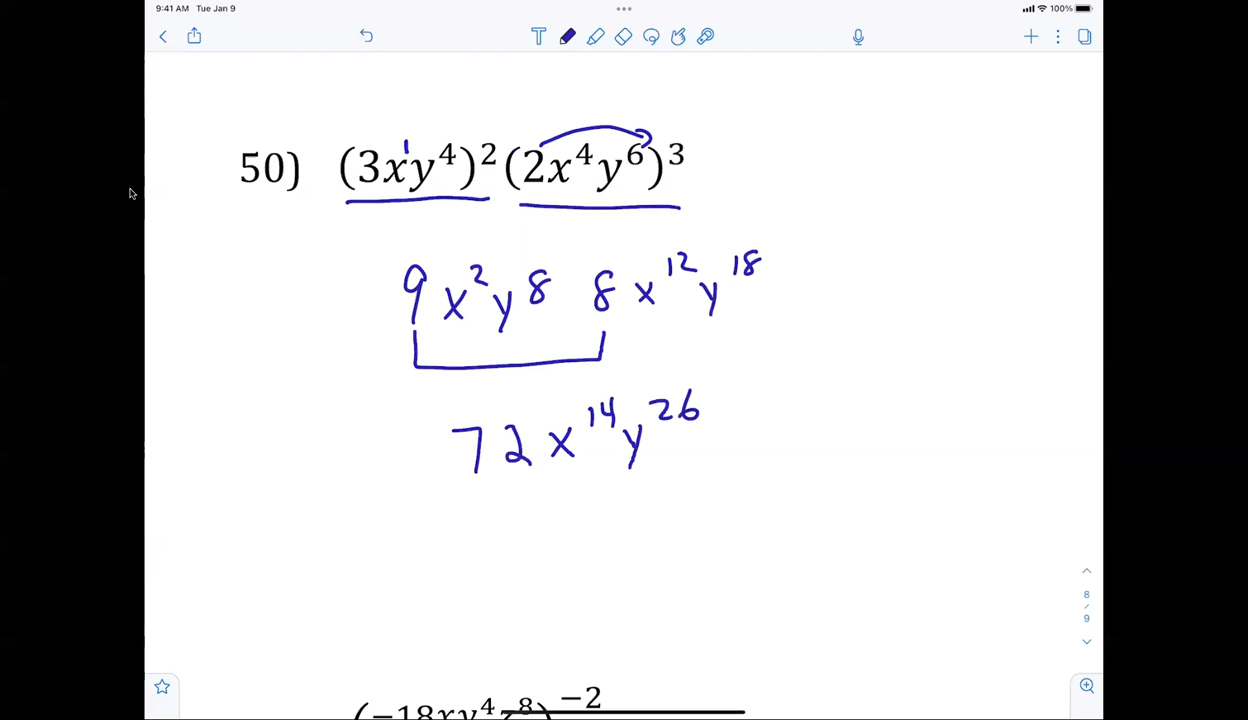 9:41 AM Tue Jan 9 100%
50) (3xy⁴)²(2x⁴y⁶)³
1
9x²y⁸ 8x¹²y¹⁸
72x¹⁴y²⁶
8
/
9